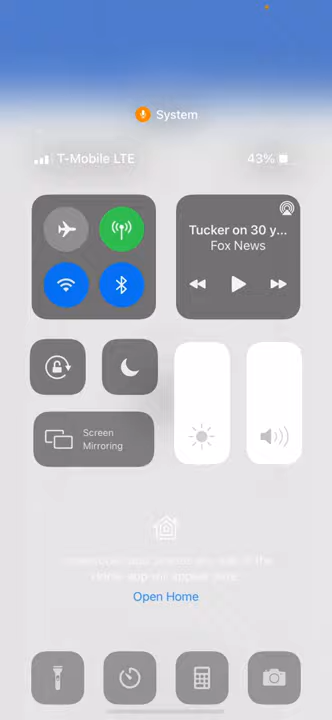 System
T-Mobile LTE
43%
Tucker on 30 y...
Fox News
Screen
Mirroring
Open Home